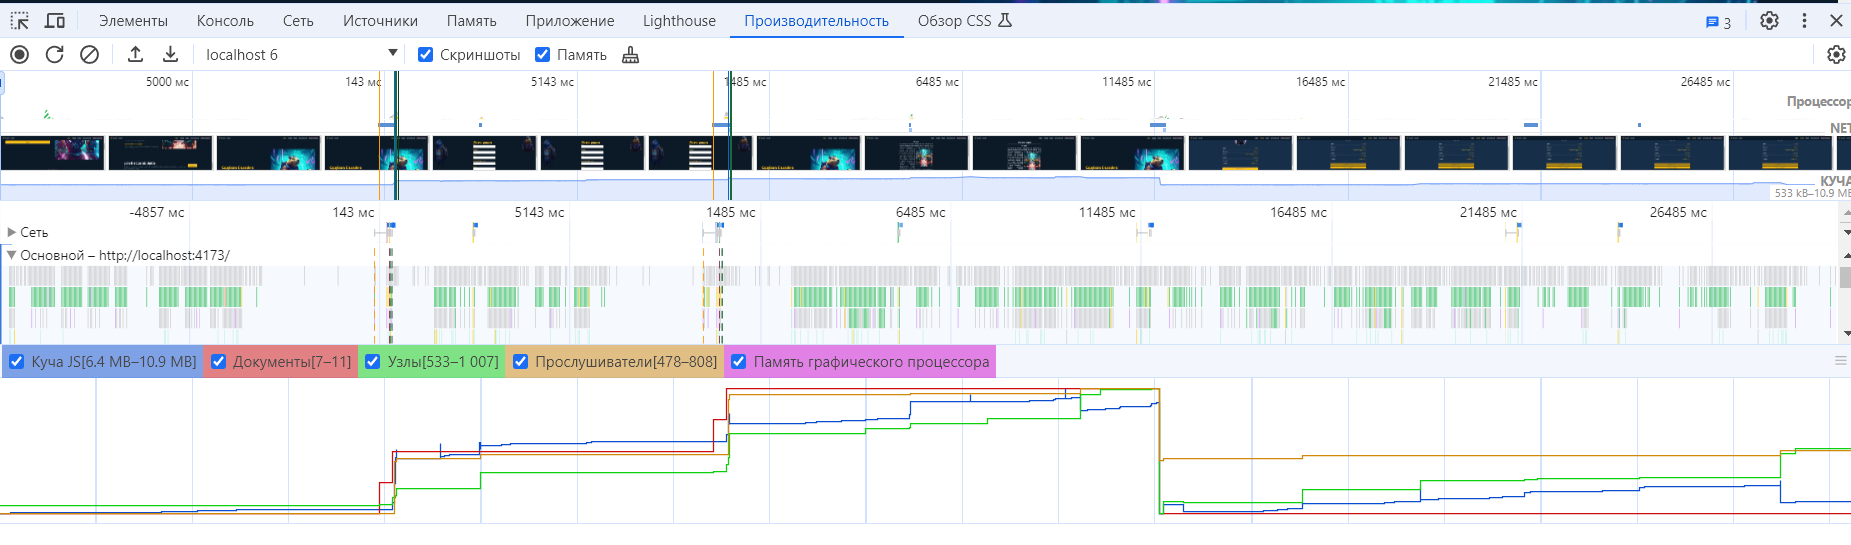 Элементы Консоль Сеть Источники Память Приложение Lighthouse Производительность Обзор CSS 3
localhost 6 Скриншоты Память
5000 мс 143 мс 5143 мс 1485 мс 6485 мс 11485 мс 16485 мс 21485 мс 26485 мс
Процессор
NET
КУЧА
533 kB–10.9 MB
-4857 мс 143 мс 5143 мс 1485 мс 6485 мс 11485 мс 16485 мс 21485 мс 26485 мс
Сеть
Основной – http://localhost:4173/
Куча JS[6.4 MB–10.9 MB] Документы[7–11] Узлы[533–1 007] Прослушиватели[478–808] Память графического процессора